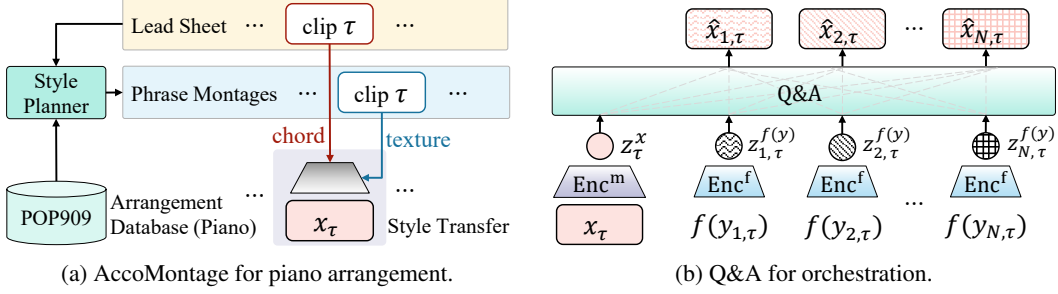 Lead Sheet ... clip τ ...
Style
Planner
Phrase Montages ... clip τ ...
chord
texture
POP909
Arrangement
Database (Piano)
...
x_τ
...
Style Transfer
(a) AccoMontage for piano arrangement.
x̂_{1,τ} x̂_{2,τ} ... x̂_{N,τ}
Q&A
z_τ^x z_{1,τ}^{f(y)} z_{2,τ}^{f(y)} z_{N,τ}^{f(y)}
Enc^m Enc^f Enc^f ... Enc^f
x_τ f(y_{1,τ}) f(y_{2,τ}) f(y_{N,τ})
(b) Q&A for orchestration.